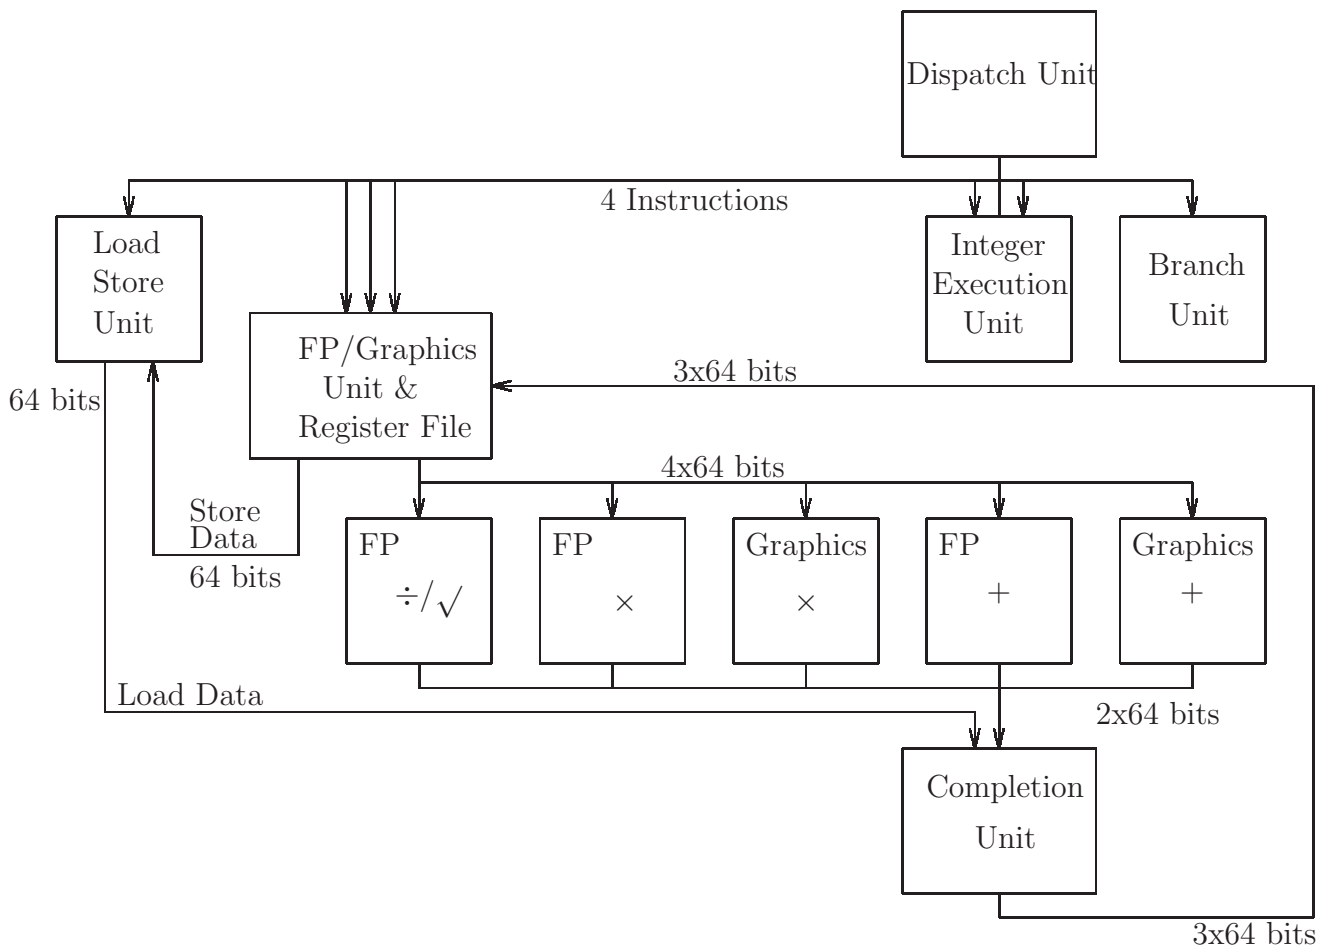 Dispatch Unit
4 Instructions
Load
Store
Unit
Integer
Execution
Unit
Branch
Unit
FP/Graphics
Unit &
Register File
3x64 bits
64 bits
4x64 bits
Store
Data
64 bits
FP
÷/√
FP
×
Graphics
×
FP
+
Graphics
+
Load Data
2x64 bits
Completion
Unit
3x64 bits